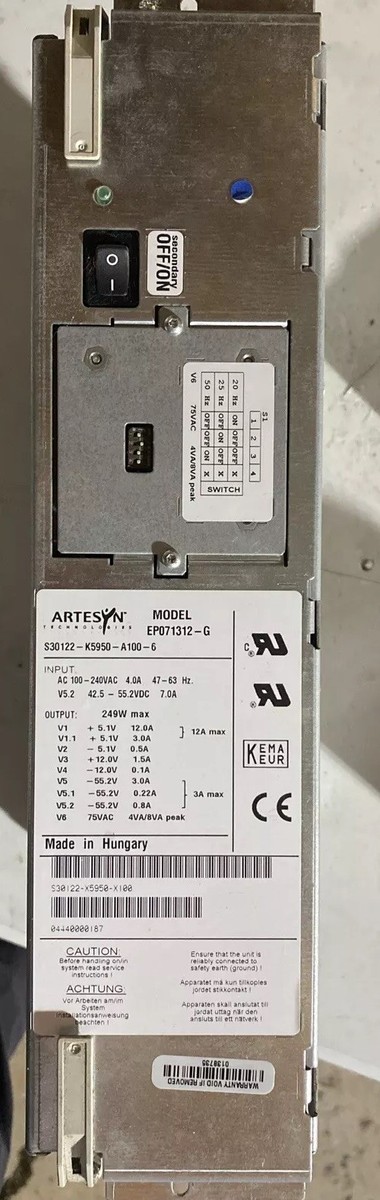 O
I
secondary
OFF/ON
S1
1 2 3 4
20 Hz ON OFF OFF X
25 Hz OFF OFF OFF X
50 Hz OFF OFF ON X
SWITCH
V6 75VAC 4VA/8VA peak
ARTESYN
TECHNOLOGIES
MODEL
EP071312-G
S30122-K5950-A100-6
INPUT:
AC 100-240VAC 4.0A 47-63 Hz.
V5.2 42.5 - 55.2VDC 7.0A
OUTPUT: 249W max
V1 + 5.1V 12.0A
V1.1 + 5.1V 3.0A
12A max
V2 - 5.1V 0.5A
V3 +12.0V 1.5A
V4 -12.0V 0.1A
V5 -55.2V 3.0A
V5.1 -55.2V 0.22A
V5.2 -55.2V 0.8A
3A max
V6 75VAC 4VA/8VA peak
c RU ®
RU ®
KEMA
EUR
CE
Made in Hungary
S30122-X5950-X100
04440000187
CAUTION:
Before handling on/in
system read service
instructions !
ACHTUNG:
Vor Arbeiten am/im
System
Installationsanweisung
beachten !
Ensure that the unit is
reliably connected to
safety earth (ground) !
Apparatet må kun tilkoples
jordet stikkontakt !
Apparaten skall anslutat till
jordat uttag når den
ansluts till ett nätverk !
0138735
WARRANTY VOID IF REMOVED